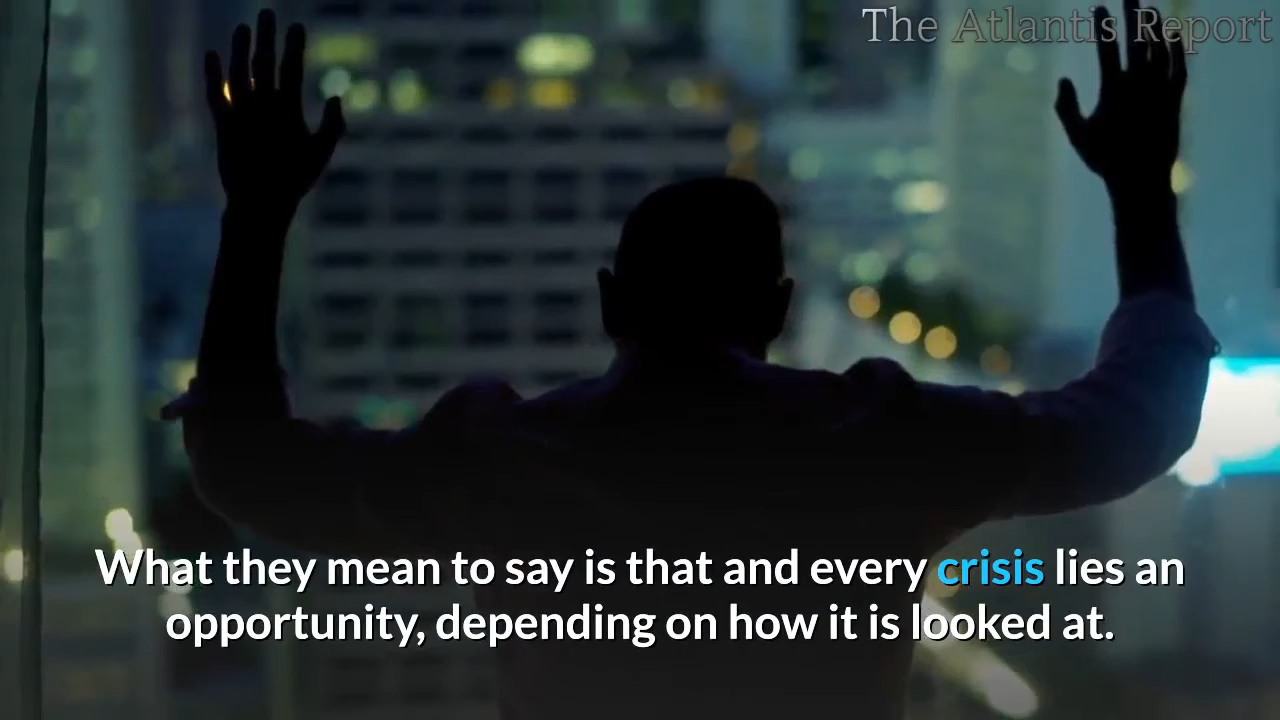 The Atlantis Report
What they mean to say is that and every crisis lies an
opportunity, depending on how it is looked at.